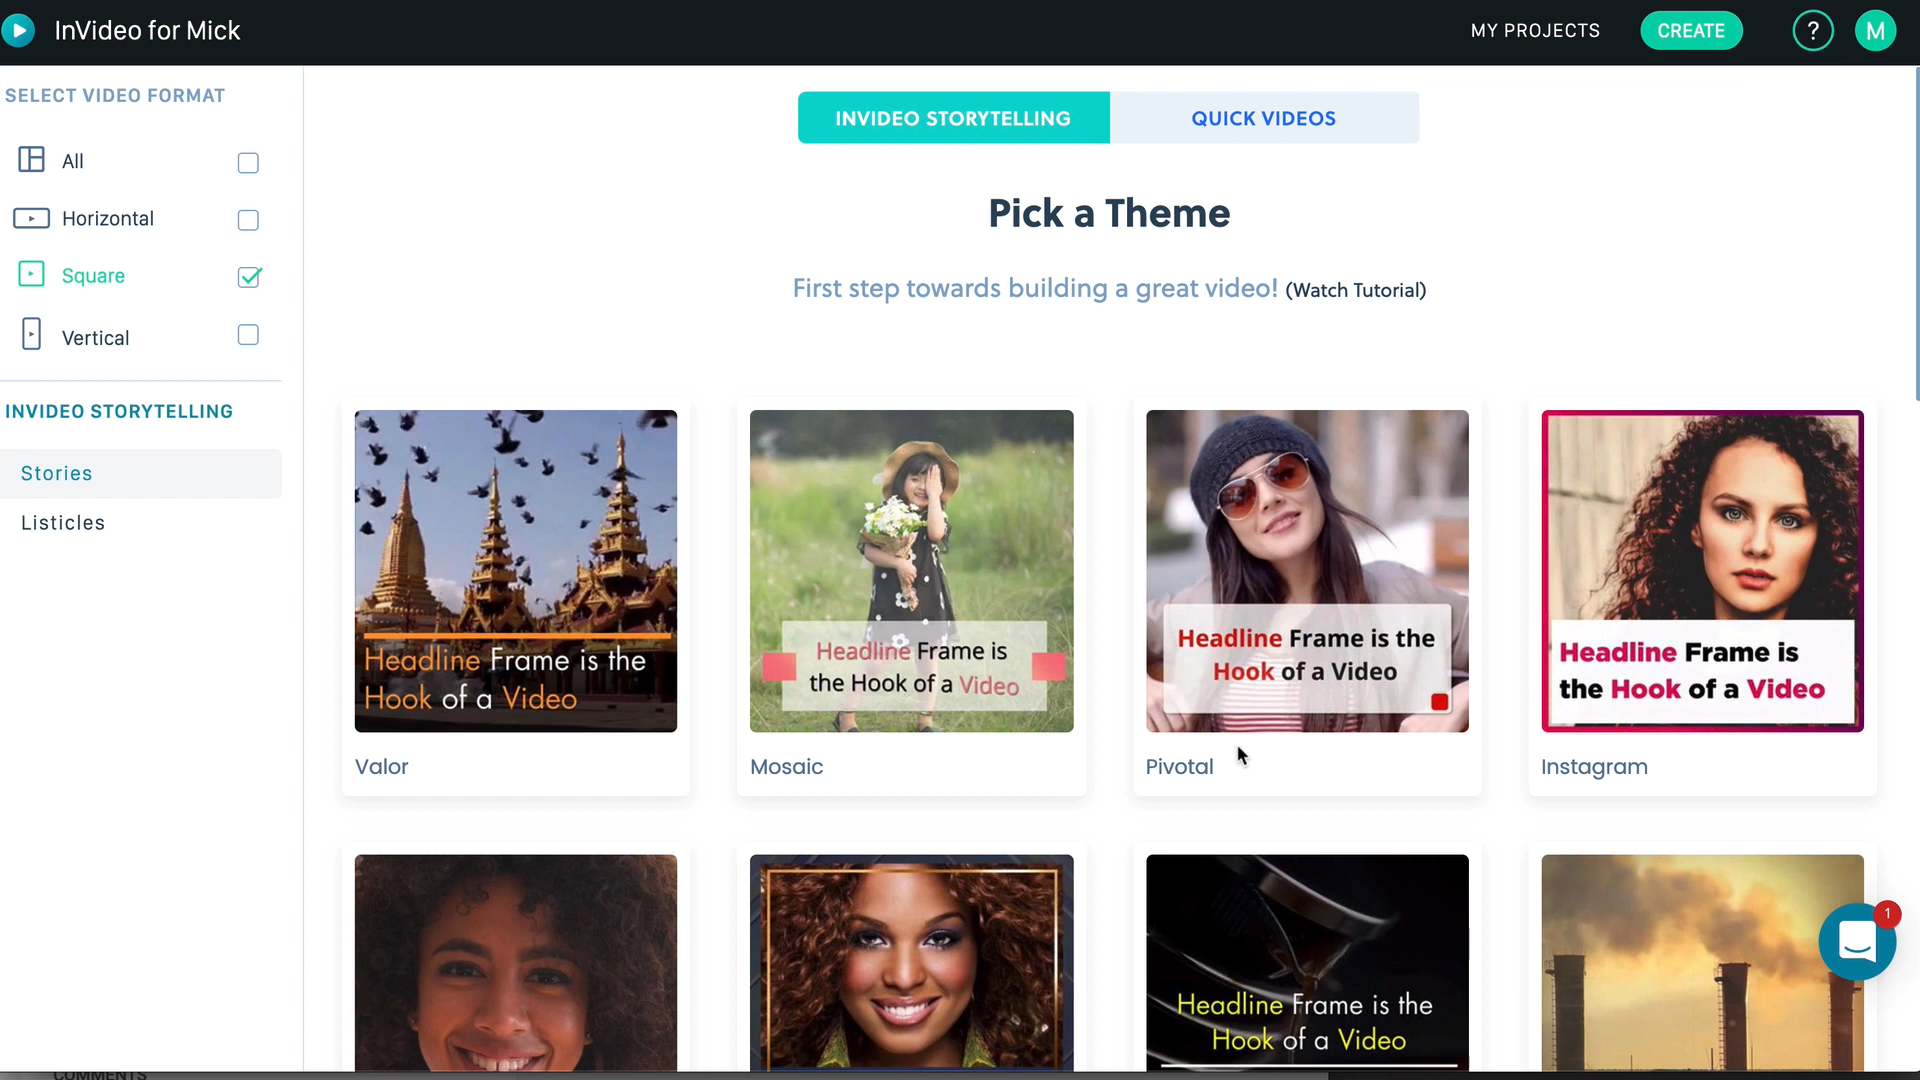 InVideo for Mick
MY PROJECTS
CREATE
?
M
SELECT VIDEO FORMAT
All
Horizontal
Square
Vertical
INVIDEO STORYTELLING
Stories
Listicles
INVIDEO STORYTELLING
QUICK VIDEOS
Pick a Theme
First step towards building a great video! (Watch Tutorial)
Headline Frame is the
Hook of a Video
Valor
Headline Frame is
the Hook of a Video
Mosaic
Headline Frame is the
Hook of a Video
Pivotal
Headline Frame is
the Hook of a Video
Instagram
Headline Frame is the
Hook of a Video
1
COMMENTS